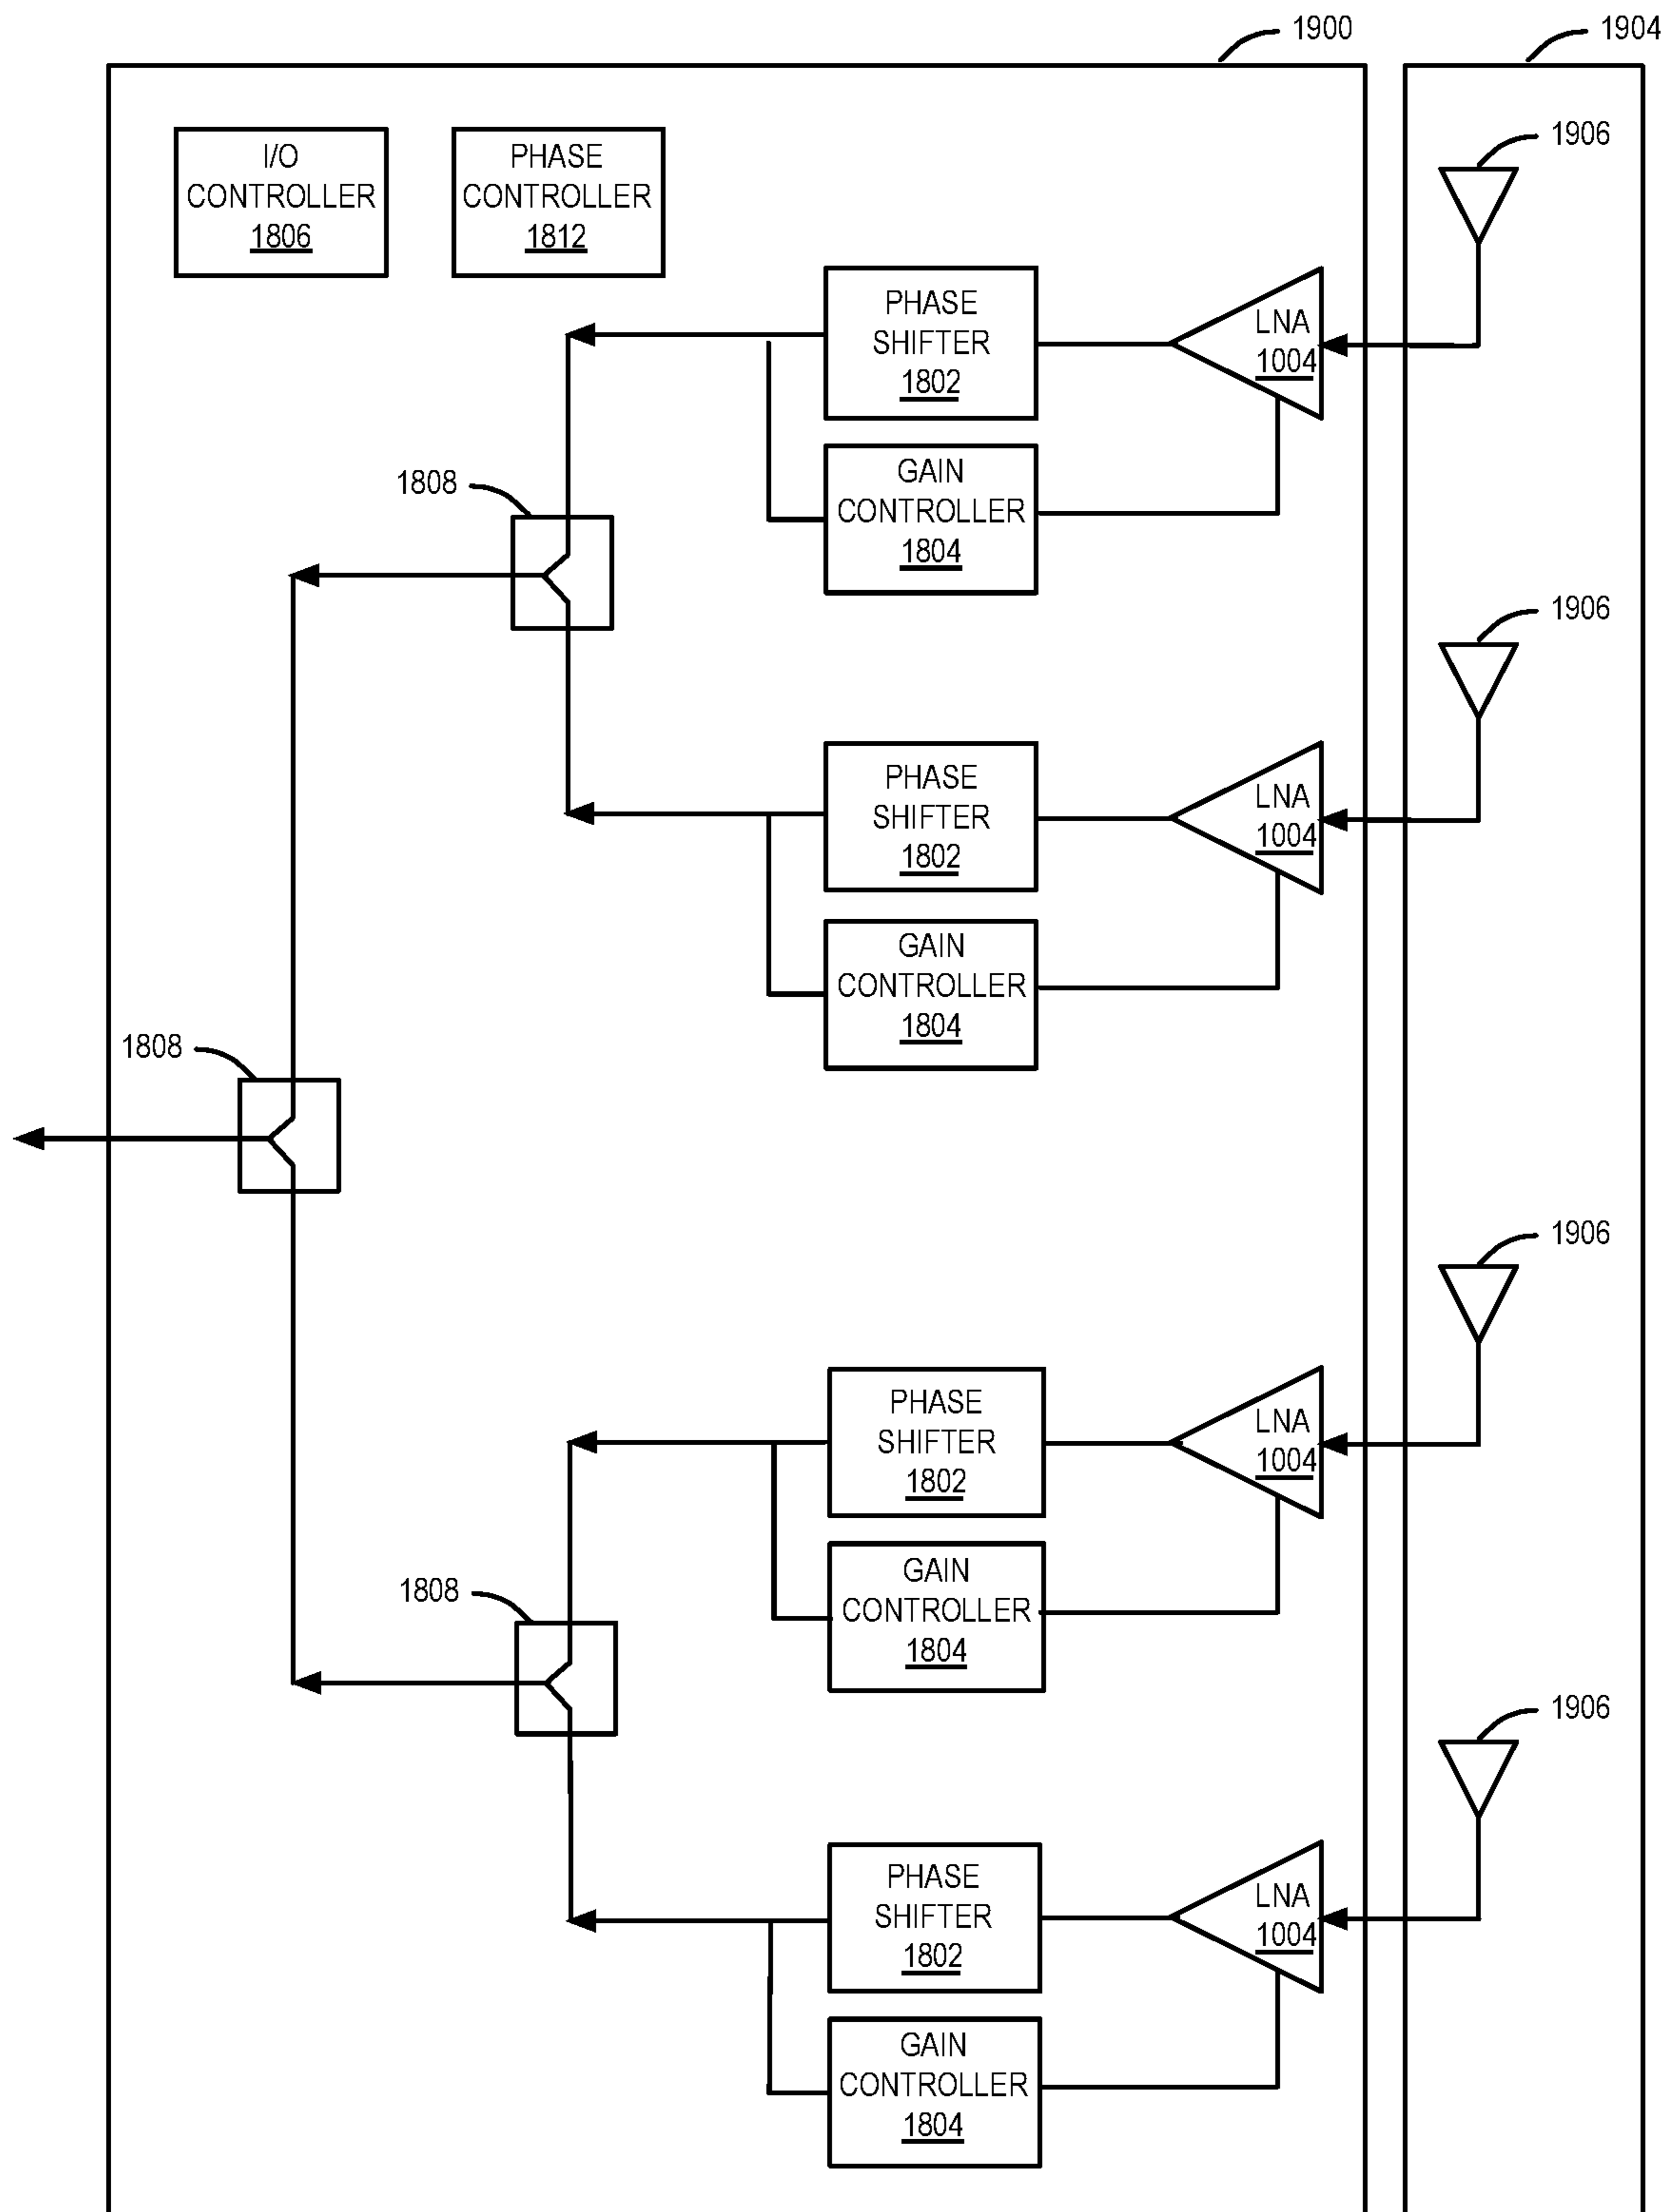 1900
1904
I/O
CONTROLLER
1806
PHASE
CONTROLLER
1812
1906
PHASE
SHIFTER
1802
LNA
1004
GAIN
CONTROLLER
1804
1808
1906
PHASE
SHIFTER
1802
LNA
1004
GAIN
CONTROLLER
1804
1808
1906
PHASE
SHIFTER
1802
LNA
1004
GAIN
CONTROLLER
1804
1808
1906
PHASE
SHIFTER
1802
LNA
1004
GAIN
CONTROLLER
1804